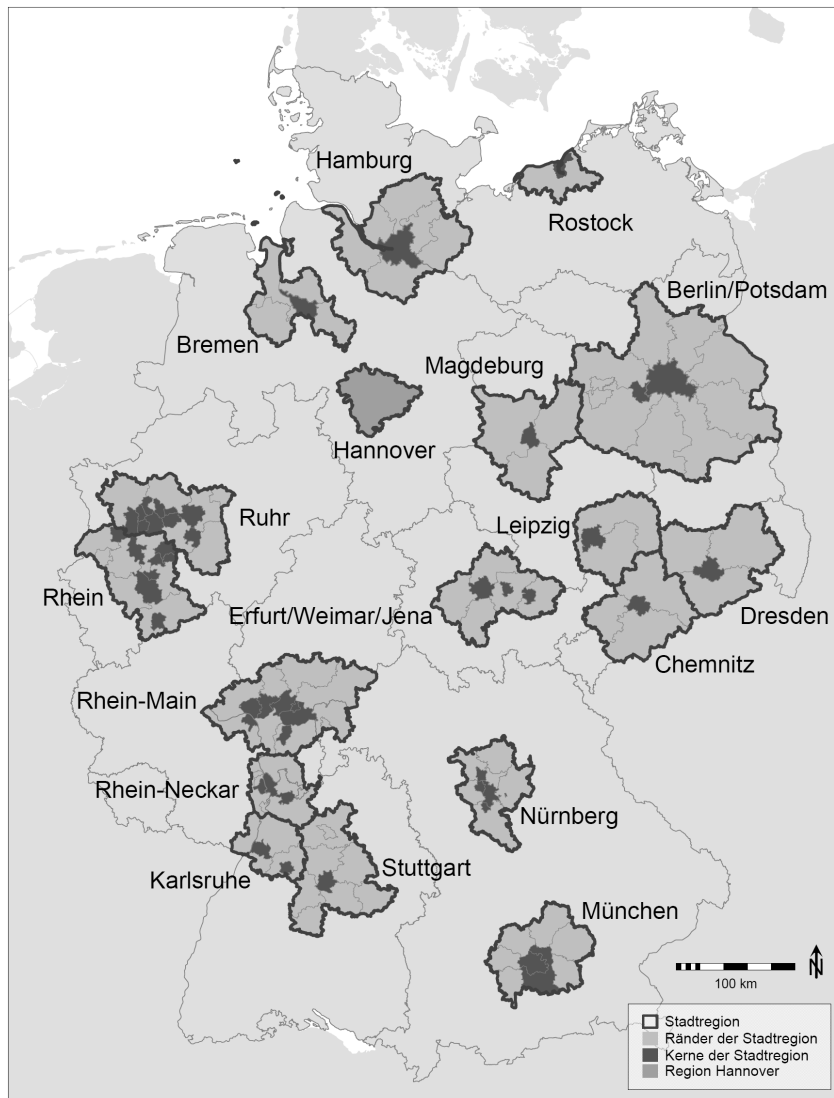 Hamburg
Rostock
Berlin/Potsdam
Bremen
Magdeburg
Hannover
Ruhr
Leipzig
Rhein
Erfurt/Weimar/Jena
Dresden
Chemnitz
Rhein-Main
Rhein-Neckar
Nürnberg
Karlsruhe
Stuttgart
München
N
100 km
Stadtregion
Ränder der Stadtregion
Kerne der Stadtregion
Region Hannover